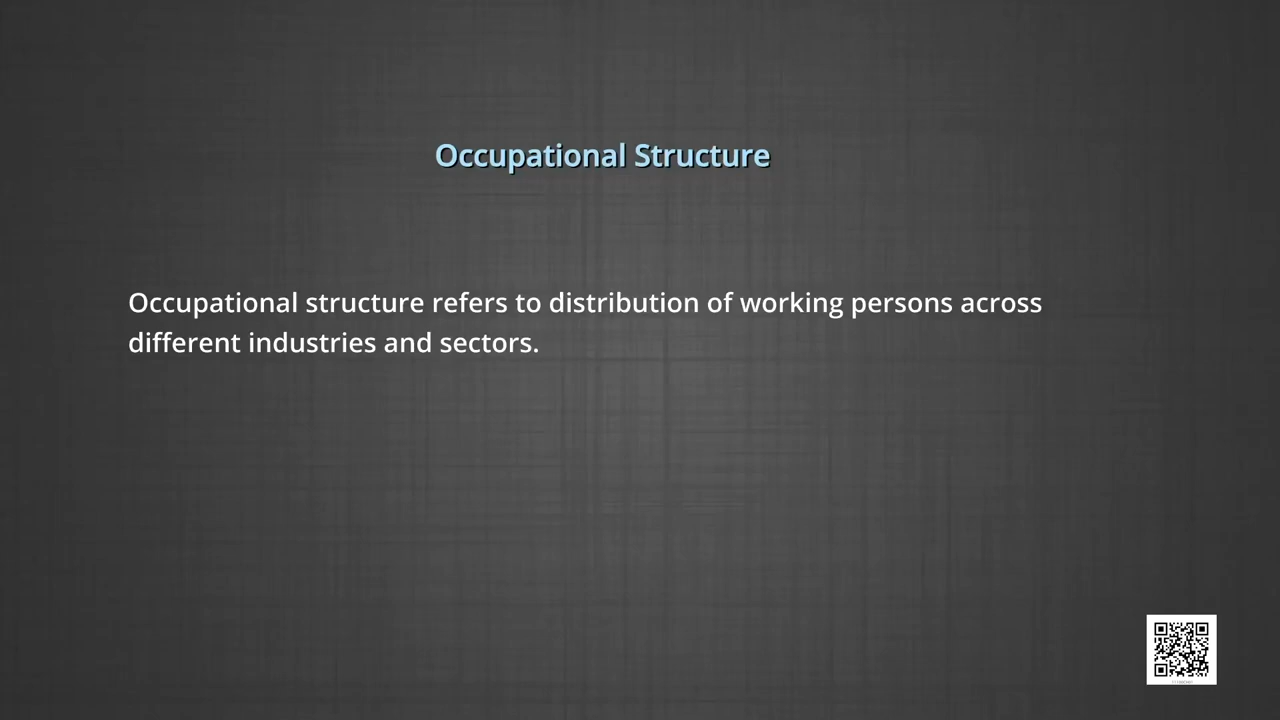 Occupational Structure
Occupational structure refers to distribution of working persons across
different industries and sectors.